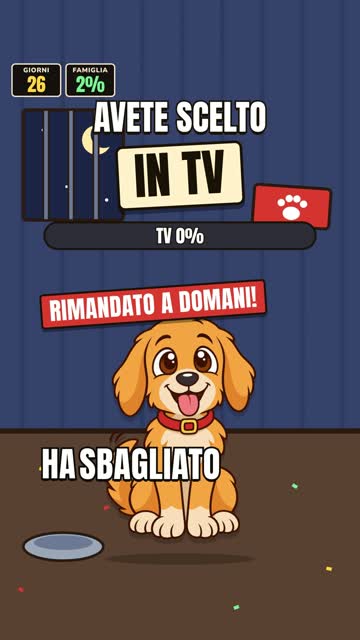 GIORNI
26
FAMIGLIA
2%
AVETE SCELTO
IN TV
TV 0%
RIMANDATO A DOMANI!
HA SBAGLIATO